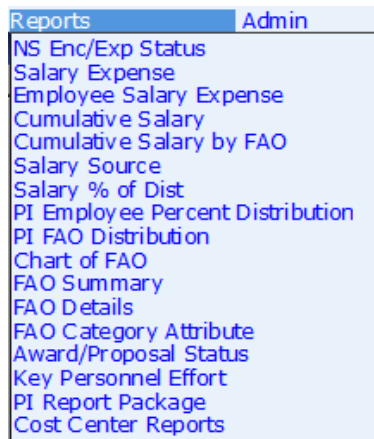 Reports Admin
NS Enc/Exp Status
Salary Expense
Employee Salary Expense
Cumulative Salary
Cumulative Salary by FAO
Salary Source
Salary % of Dist
PI Employee Percent Distribution
PI FAO Distribution
Chart of FAO
FAO Summary
FAO Details
FAO Category Attribute
Award/Proposal Status
Key Personnel Effort
PI Report Package
Cost Center Reports